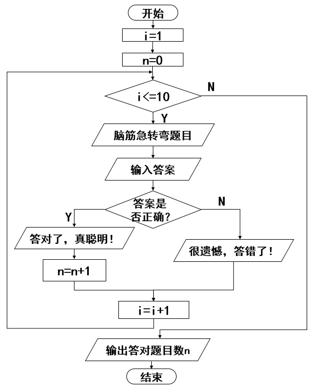 开始
i=1
n=0
i<=10
N
Y
脑筋急转弯题目
输入答案
答案是
否正确？
Y
N
答对了，真聪明！
很遗憾，答错了！
n=n+1
i=i+1
输出答对题目数n
结束